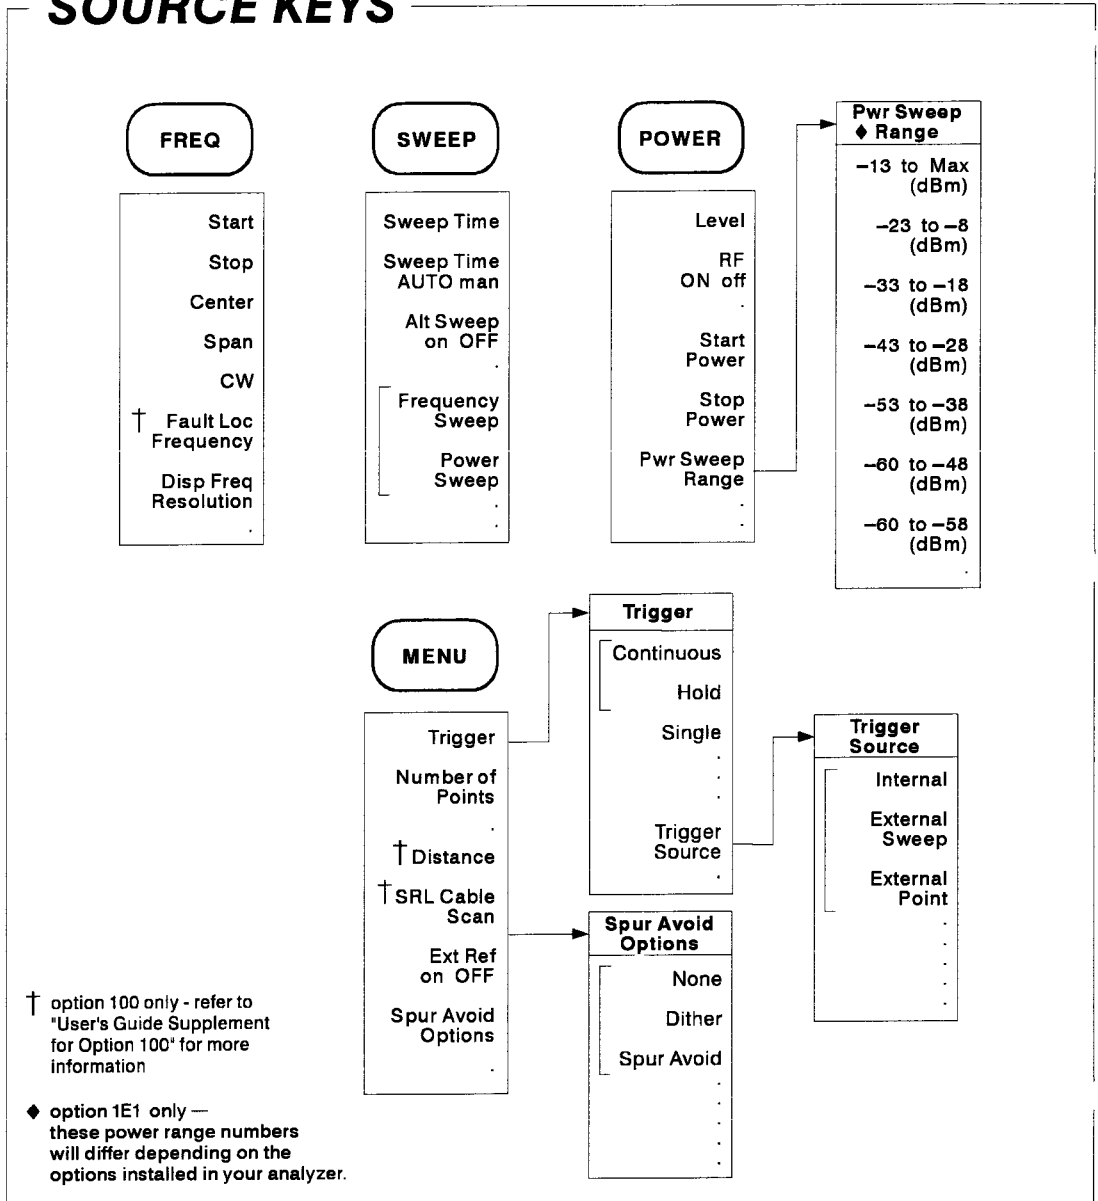 SOURCE KEYS
FREQ
Start
Stop
Center
Span
CW
† Fault Loc
Frequency
Disp Freq
Resolution
.
SWEEP
Sweep Time
Sweep Time
AUTO man
Alt Sweep
on OFF
.
Frequency
Sweep
Power
Sweep
.
.
POWER
Level
RF
ON off
.
Start
Power
Stop
Power
Pwr Sweep
Range
.
.
Pwr Sweep
♦ Range
–13 to Max
(dBm)
–23 to –8
(dBm)
–33 to –18
(dBm)
–43 to –28
(dBm)
–53 to –38
(dBm)
–60 to –48
(dBm)
–60 to –58
(dBm)
.
MENU
Trigger
Number of
Points
.
† Distance
† SRL Cable
Scan
Ext Ref
on OFF
Spur Avoid
Options
.
Trigger
Continuous
Hold
Single
.
.
.
Trigger
Source
.
Trigger
Source
Internal
External
Sweep
External
Point
.
.
.
.
.
Spur Avoid
Options
None
Dither
Spur Avoid
.
.
.
.
.
† option 100 only - refer to
"User's Guide Supplement
for Option 100" for more
information
♦ option 1E1 only —
these power range numbers
will differ depending on the
options installed in your analyzer.